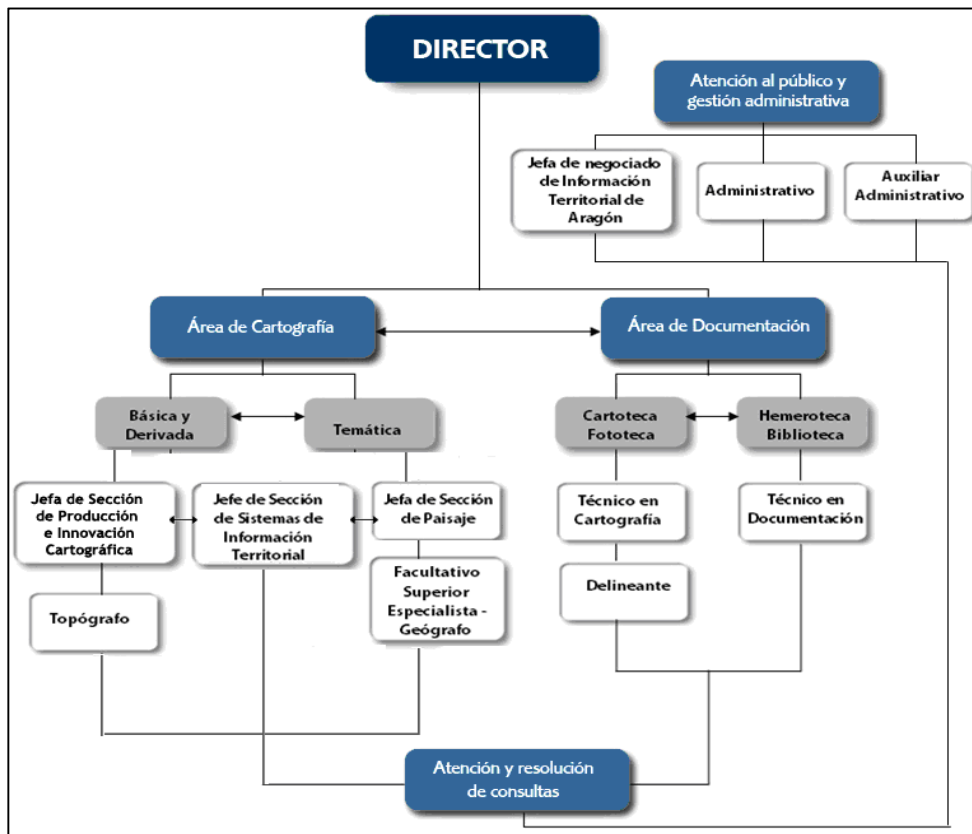 DIRECTOR
Atención al público y
gestión administrativa
Jefa de negociado
de Información
Territorial de
Aragón
Administrativo
Auxiliar
Administrativo
Área de Cartografía
Área de Documentación
Básica y
Derivada
Temática
Cartoteca
Fototeca
Hemeroteca
Biblioteca
Jefa de Sección
de Producción
e Innovación
Cartográfica
Jefe de Sección
de Sistemas de
Información
Territorial
Jefa de Sección
de Paisaje
Técnico en
Cartografía
Técnico en
Documentación
Topógrafo
Facultativo
Superior
Especialista -
Geógrafo
Delineante
Atención y resolución
de consultas